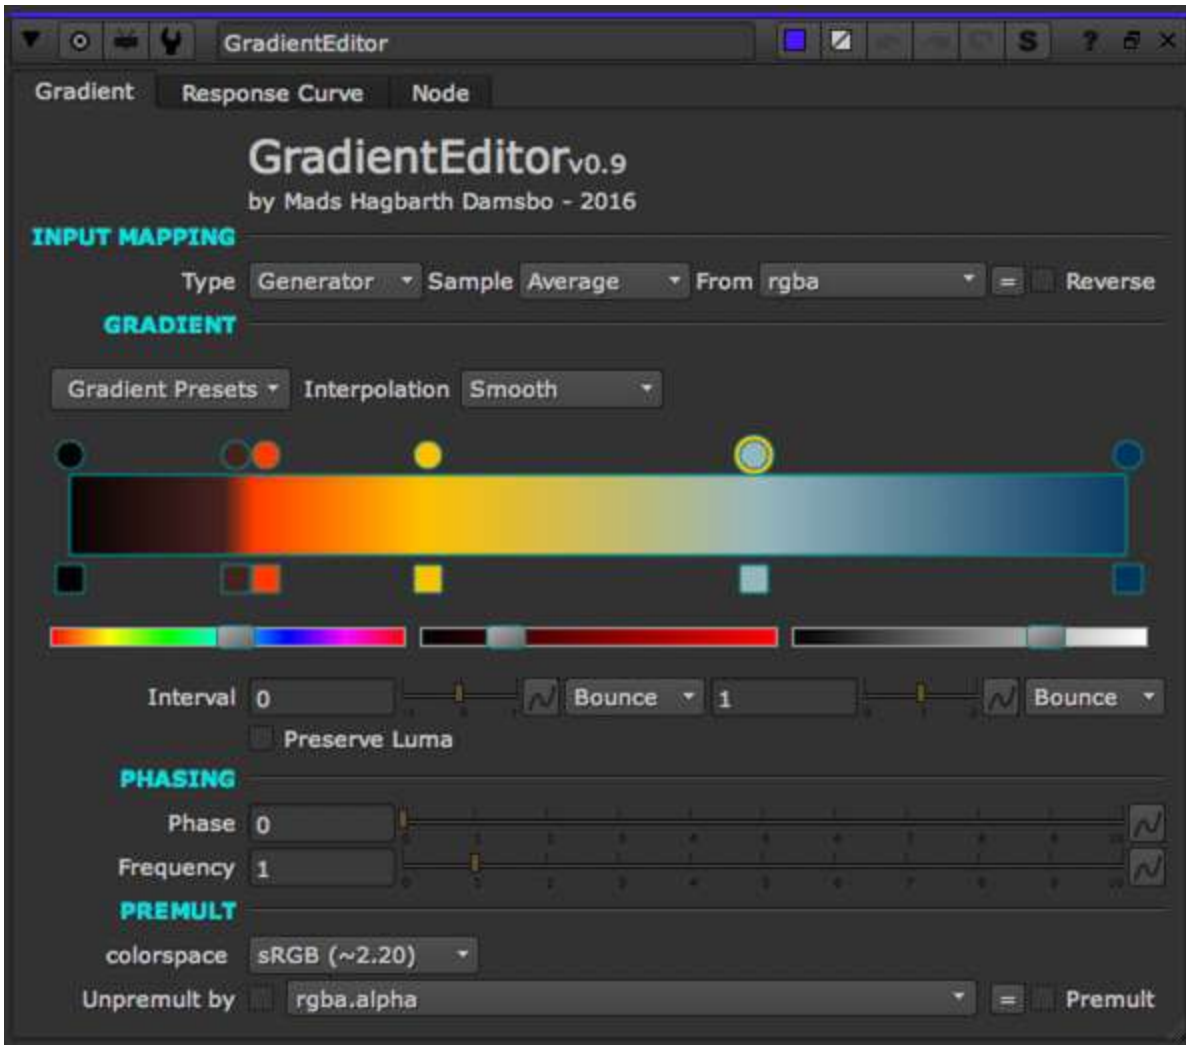 GradientEditor S ?
Gradient Response Curve Node
GradientEditor v0.9
by Mads Hagbarth Damsbo - 2016
INPUT MAPPING
Type Generator Sample Average From rgba = Reverse
GRADIENT
Gradient Presets Interpolation Smooth
Interval 0 Bounce 1 Bounce
Preserve Luma
PHASING
Phase 0
Frequency 1
PREMULT
colorspace sRGB (~2.20)
Unpremult by rgba.alpha = Premult